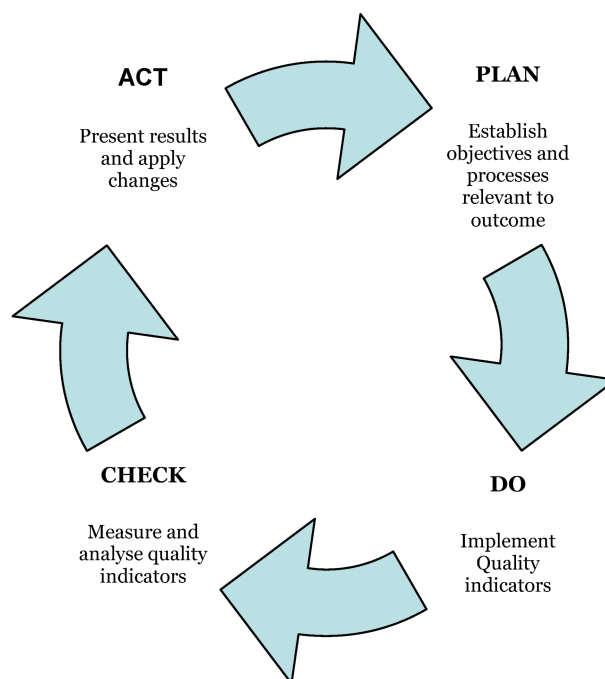 ACT
Present results
and apply
changes
PLAN
Establish
objectives and
processes
relevant to
outcome
CHECK
Measure and
analyse quality
indicators
DO
Implement
Quality
indicators